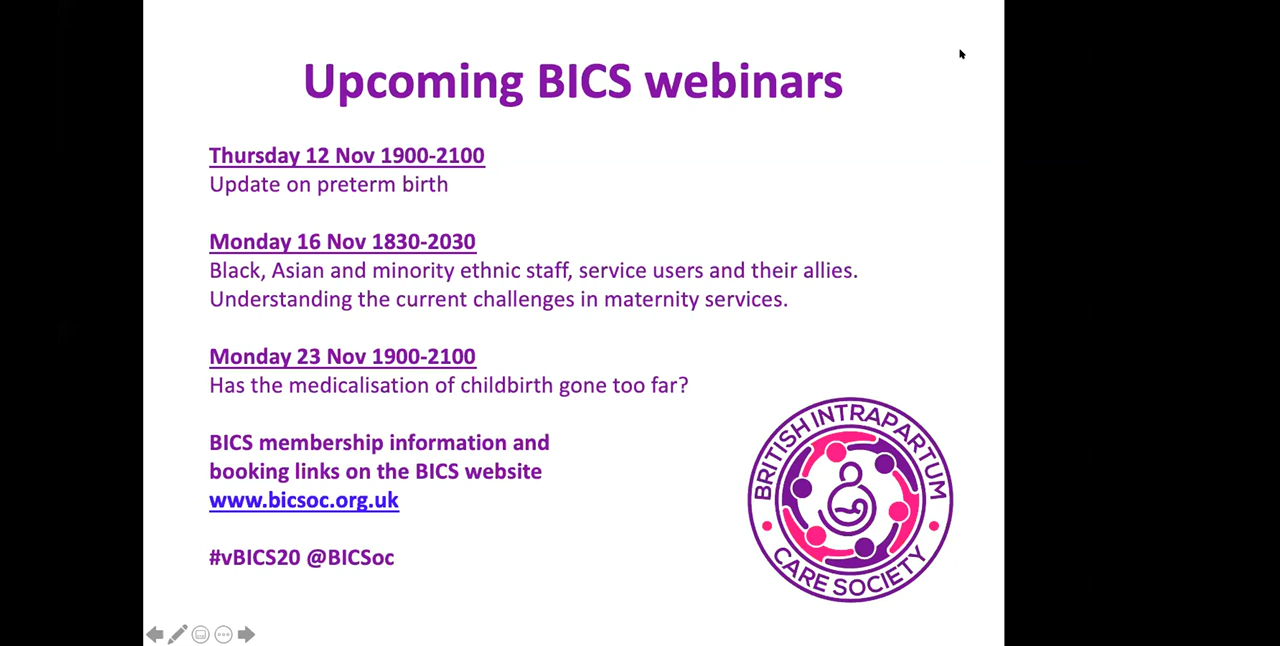 Upcoming BICS webinars
Thursday 12 Nov 1900-2100
Update on preterm birth
Monday 16 Nov 1830-2030
Black, Asian and minority ethnic staff, service users and their allies.
Understanding the current challenges in maternity services.
Monday 23 Nov 1900-2100
Has the medicalisation of childbirth gone too far?
BICS membership information and
booking links on the BICS website
www.bicsoc.org.uk
#vBICS20 @BICSoc
BRITISH INTRAPARTUM
CARE SOCIETY